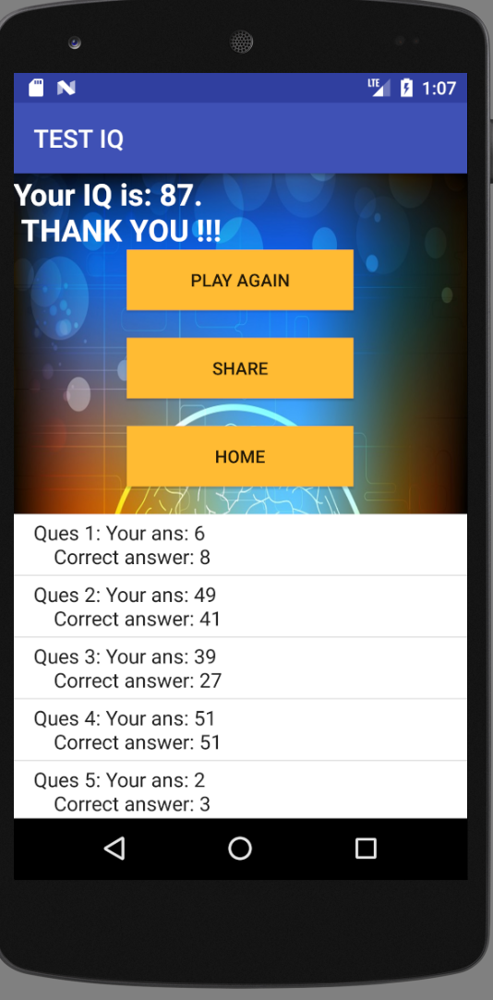 LTE 1:07
TEST IQ
Your IQ is: 87.
THANK YOU !!!
PLAY AGAIN
SHARE
HOME
Ques 1: Your ans: 6
Correct answer: 8
Ques 2: Your ans: 49
Correct answer: 41
Ques 3: Your ans: 39
Correct answer: 27
Ques 4: Your ans: 51
Correct answer: 51
Ques 5: Your ans: 2
Correct answer: 3